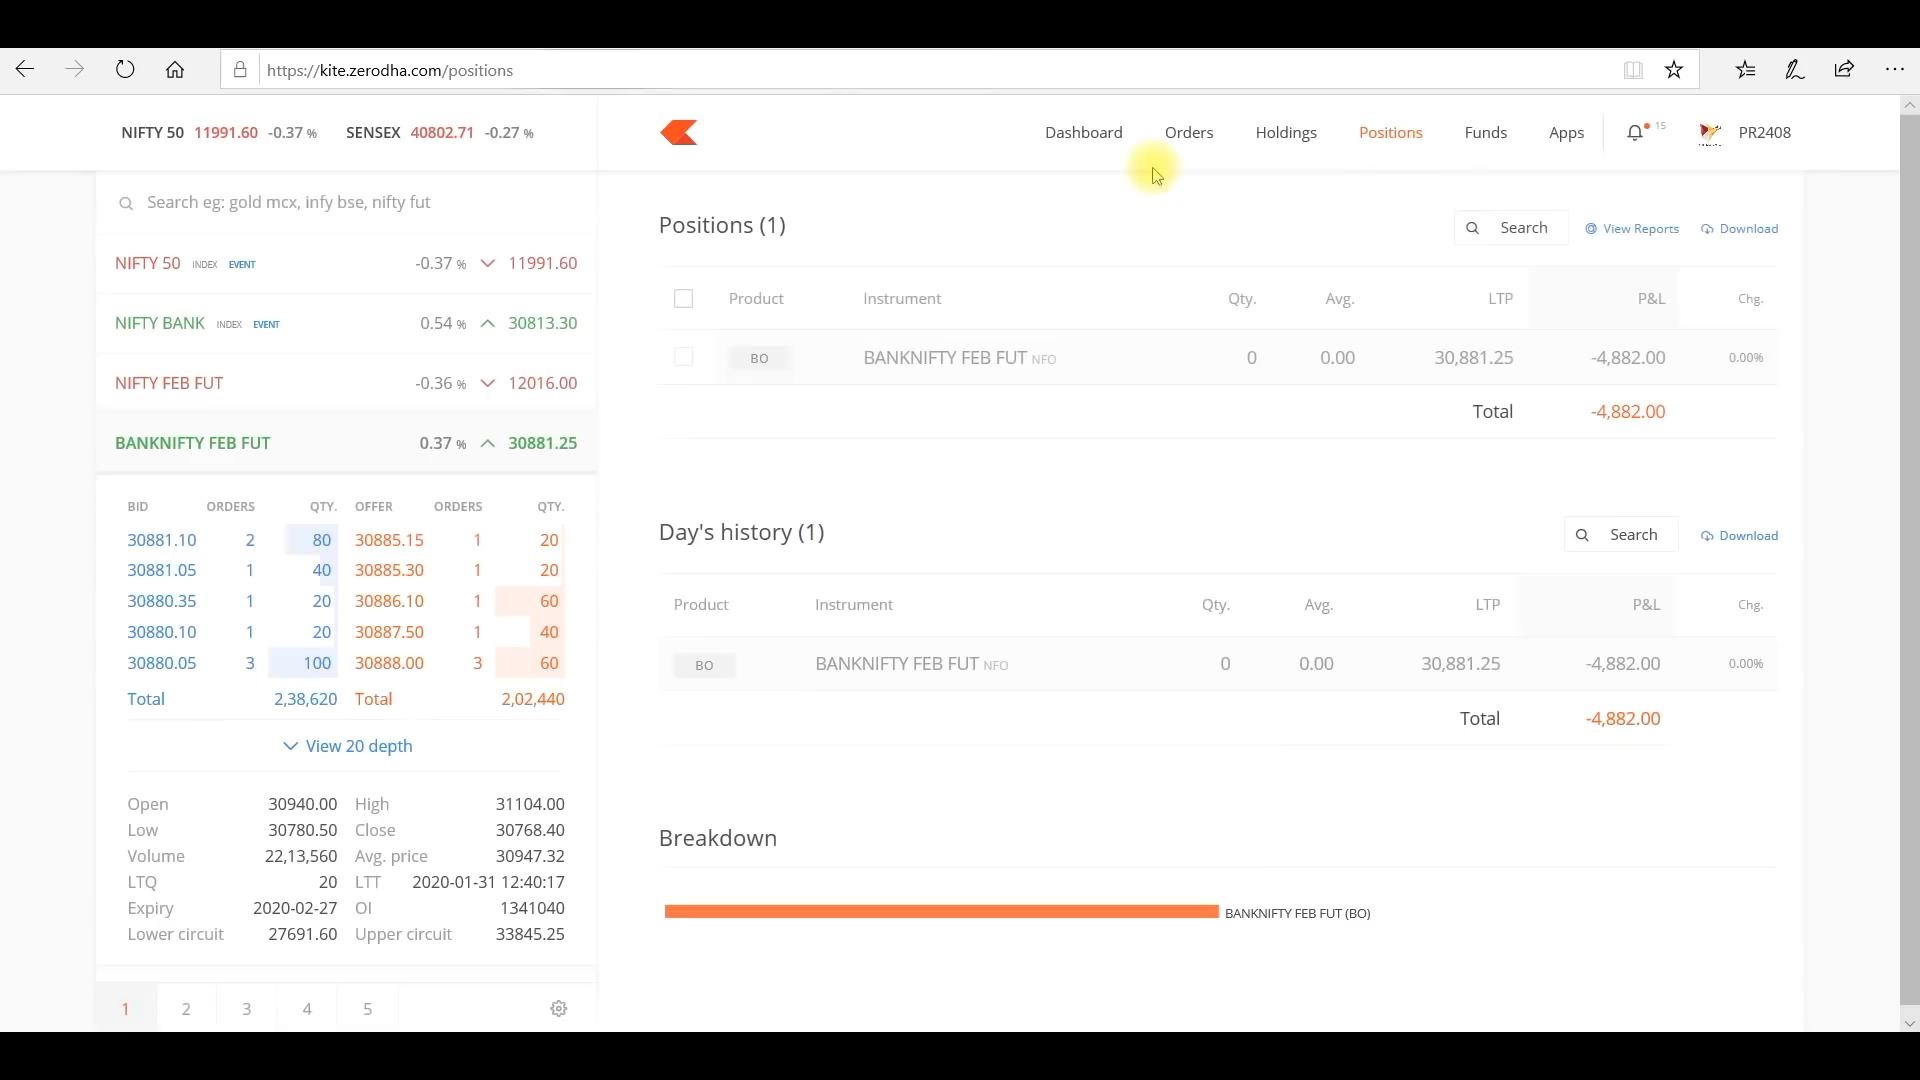 https://kite.zerodha.com/positions
NIFTY 50 11991.60 -0.37 % SENSEX 40802.71 -0.27 %
Dashboard Orders Holdings Positions Funds Apps 15 PR2408
Search eg: gold mcx, infy bse, nifty fut
NIFTY 50 INDEX EVENT -0.37 % 11991.60
NIFTY BANK INDEX EVENT 0.54 % 30813.30
NIFTY FEB FUT -0.36 % 12016.00
BANKNIFTY FEB FUT 0.37 % 30881.25
BID ORDERS QTY. OFFER ORDERS QTY.
30881.10 2 80 30885.15 1 20
30881.05 1 40 30885.30 1 20
30880.35 1 20 30886.10 1 60
30880.10 1 20 30887.50 1 40
30880.05 3 100 30888.00 3 60
Total 2,38,620 Total 2,02,440
View 20 depth
Open 30940.00 High 31104.00
Low 30780.50 Close 30768.40
Volume 22,13,560 Avg. price 30947.32
LTQ 20 LTT 2020-01-31 12:40:17
Expiry 2020-02-27 OI 1341040
Lower circuit 27691.60 Upper circuit 33845.25
1 2 3 4 5
Positions (1) Search View Reports Download
Product Instrument Qty. Avg. LTP P&L Chg.
BO BANKNIFTY FEB FUT NFO 0 0.00 30,881.25 -4,882.00 0.00%
Total -4,882.00
Day's history (1) Search Download
Product Instrument Qty. Avg. LTP P&L Chg.
BO BANKNIFTY FEB FUT NFO 0 0.00 30,881.25 -4,882.00 0.00%
Total -4,882.00
Breakdown
BANKNIFTY FEB FUT (BO)